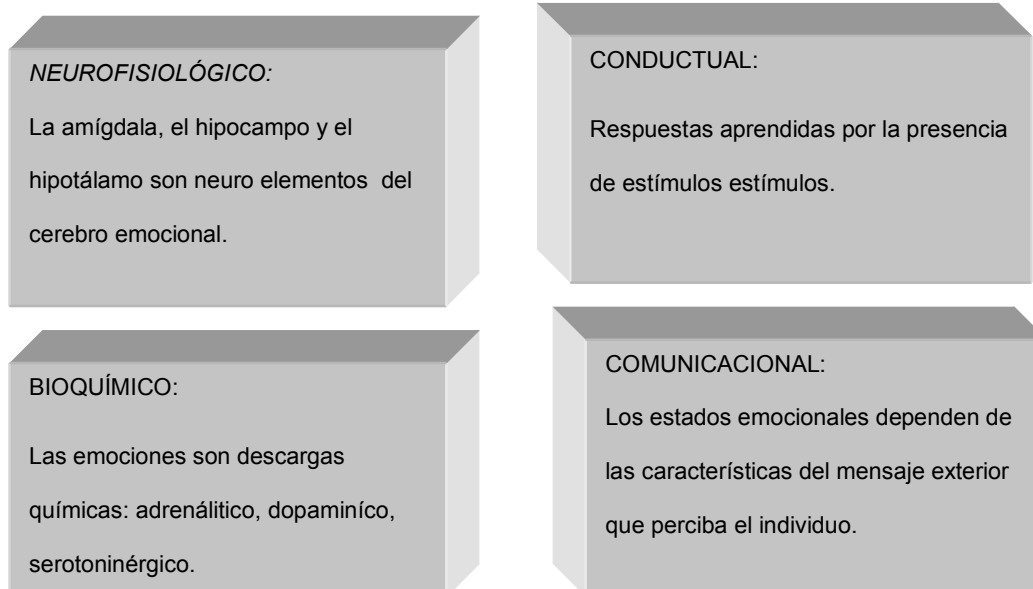 NEUROFISIOLÓGICO:
La amígdala, el hipocampo y el
hipotálamo son neuro elementos  del
cerebro emocional.
CONDUCTUAL:
Respuestas aprendidas por la presencia
de estímulos estímulos.
BIOQUÍMICO:
Las emociones son descargas
químicas: adrenálitico, dopaminíco,
serotoninérgico.
COMUNICACIONAL:
Los estados emocionales dependen de
las características del mensaje exterior
que perciba el individuo.